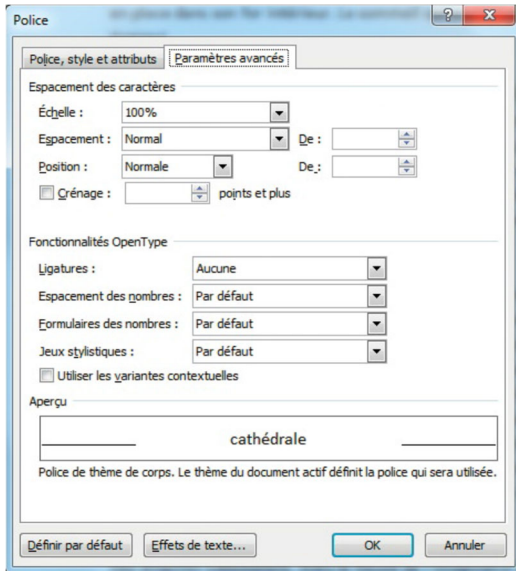 Police
Police, style et attributs Paramètres avancés
Espacement des caractères
Échelle : 100%
Espacement : Normal De :
Position : Normale De :
Crénage : points et plus
Fonctionnalités OpenType
Ligatures : Aucune
Espacement des nombres : Par défaut
Formulaires des nombres : Par défaut
Jeux stylistiques : Par défaut
Utiliser les variantes contextuelles
Aperçu
cathédrale
Police de thème de corps. Le thème du document actif définit la police qui sera utilisée.
Définir par défaut Effets de texte... OK Annuler